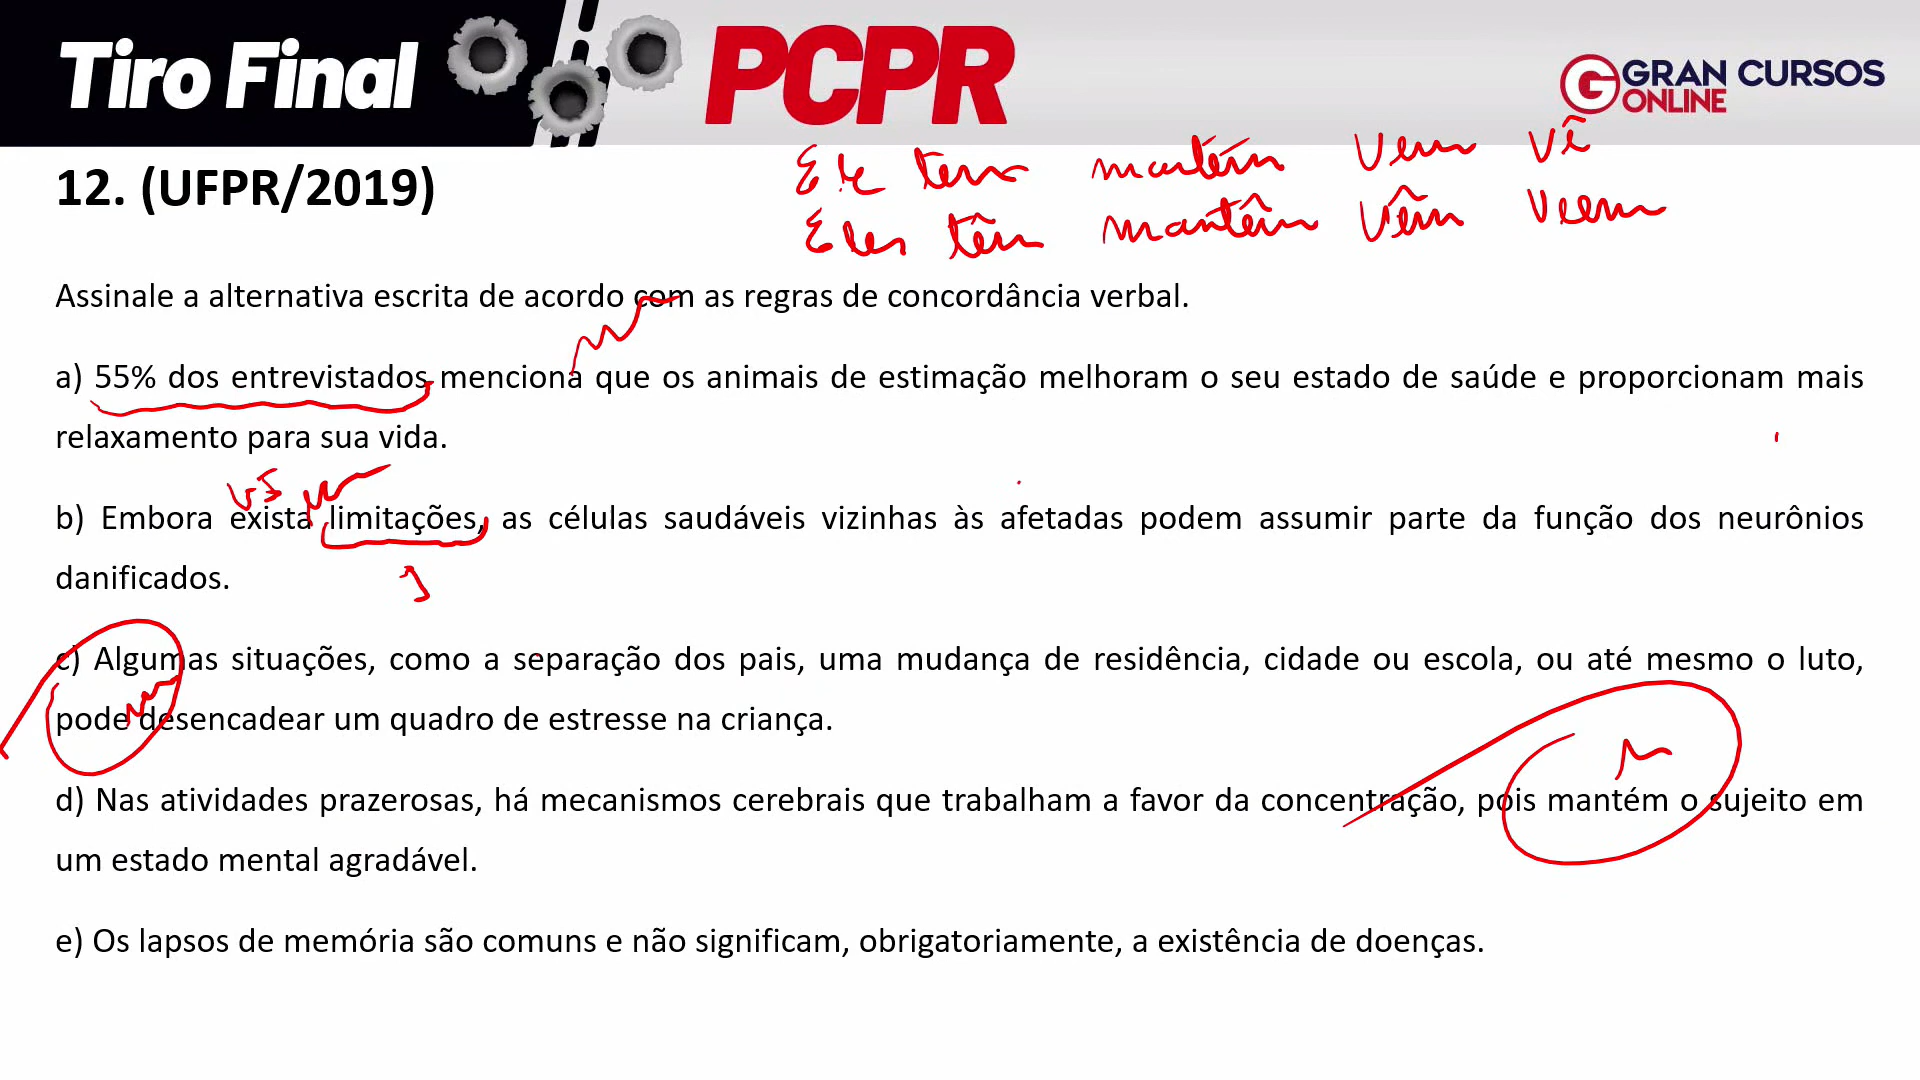 Tiro Final PCPR GRAN CURSOS
ONLINE
Ele tem mantém vem vê
Eles têm mantêm vêm veem
12. (UFPR/2019)
Assinale a alternativa escrita de acordo com as regras de concordância verbal.
m
a) 55% dos entrevistados menciona que os animais de estimação melhoram o seu estado de saúde e proporcionam mais
relaxamento para sua vida.
VI m
b) Embora exista limitações, as células saudáveis vizinhas às afetadas podem assumir parte da função dos neurônios
danificados.
c) Algumas situações, como a separação dos pais, uma mudança de residência, cidade ou escola, ou até mesmo o luto,
m
pode desencadear um quadro de estresse na criança.
d) Nas atividades prazerosas, há mecanismos cerebrais que trabalham a favor da concentração, pois mantém o sujeito em
um estado mental agradável.
e) Os lapsos de memória são comuns e não significam, obrigatoriamente, a existência de doenças.